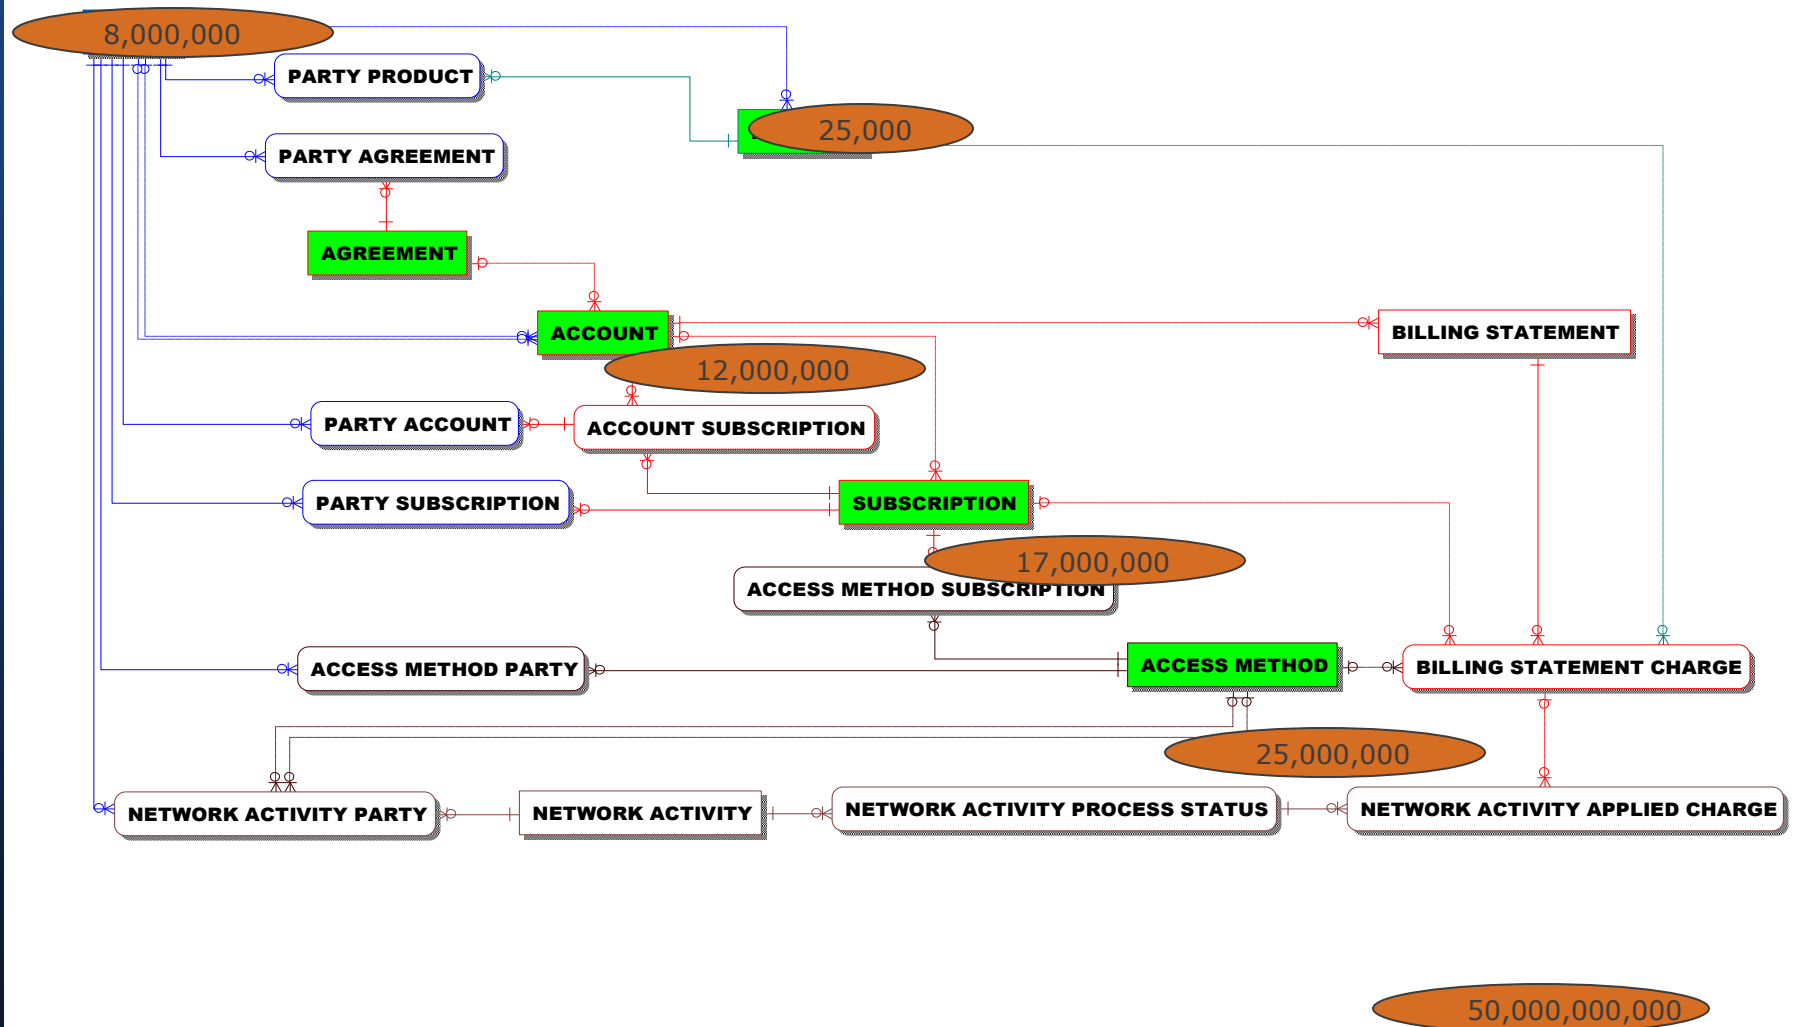 8,000,000
PARTY PRODUCT
25,000
PARTY AGREEMENT
AGREEMENT
ACCOUNT
BILLING STATEMENT
12,000,000
PARTY ACCOUNT
ACCOUNT SUBSCRIPTION
PARTY SUBSCRIPTION
SUBSCRIPTION
17,000,000
ACCESS METHOD SUBSCRIPTION
ACCESS METHOD PARTY
ACCESS METHOD
BILLING STATEMENT CHARGE
25,000,000
NETWORK ACTIVITY PARTY
NETWORK ACTIVITY
NETWORK ACTIVITY PROCESS STATUS
NETWORK ACTIVITY APPLIED CHARGE
50,000,000,000